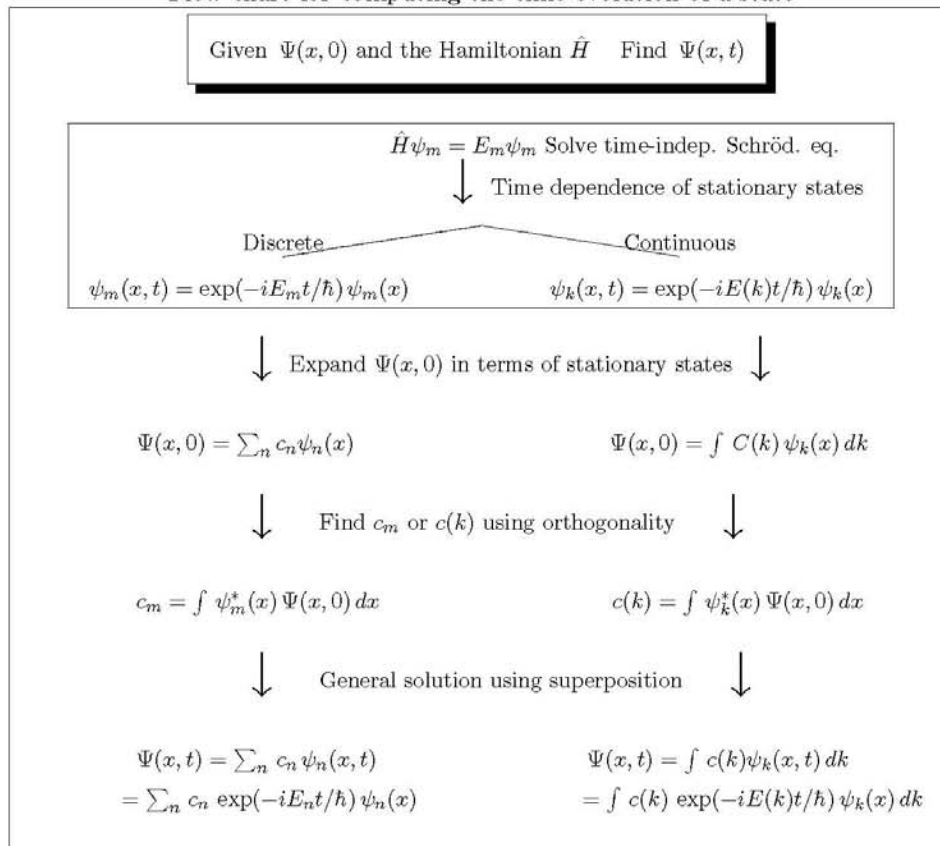 Given Ψ(x, 0) and the Hamiltonian Ĥ Find Ψ(x, t)
Ĥψ_m = E_mψ_m Solve time-indep. Schröd. eq.
Time dependence of stationary states
Discrete Continuous
ψ_m(x, t) = exp(−iE_mt/ħ) ψ_m(x) ψ_k(x, t) = exp(−iE(k)t/ħ) ψ_k(x)
Expand Ψ(x, 0) in terms of stationary states
Ψ(x, 0) = ∑_n c_nψ_n(x) Ψ(x, 0) = ∫ C(k) ψ_k(x) dk
Find c_m or c(k) using orthogonality
c_m = ∫ ψ*_m(x) Ψ(x, 0) dx c(k) = ∫ ψ*_k(x) Ψ(x, 0) dx
General solution using superposition
Ψ(x, t) = ∑_n c_n ψ_n(x, t) Ψ(x, t) = ∫ c(k)ψ_k(x, t) dk
= ∑_n c_n exp(−iE_nt/ħ) ψ_n(x) = ∫ c(k) exp(−iE(k)t/ħ) ψ_k(x) dk